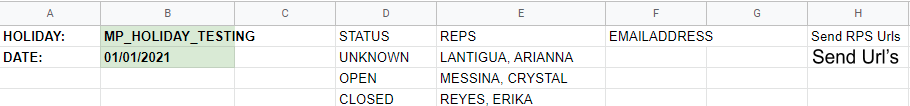 A B C D E F G H
HOLIDAY: MP_HOLIDAY_TESTING STATUS REPS EMAILADDRESS Send RPS Urls
DATE: 01/01/2021 UNKNOWN LANTIGUA, ARIANNA Send Url’s
OPEN MESSINA, CRYSTAL
CLOSED REYES, ERIKA